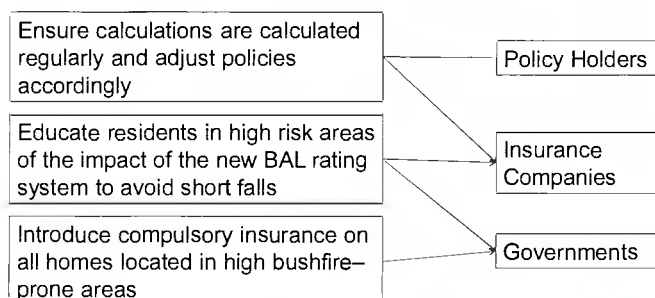 Ensure calculations are calculated
regularly and adjust policies
accordingly
Policy Holders
Educate residents in high risk areas
of the impact of the new BAL rating
system to avoid short falls
Insurance
Companies
Introduce compulsory insurance on
all homes located in high bushfire–
prone areas
Governments